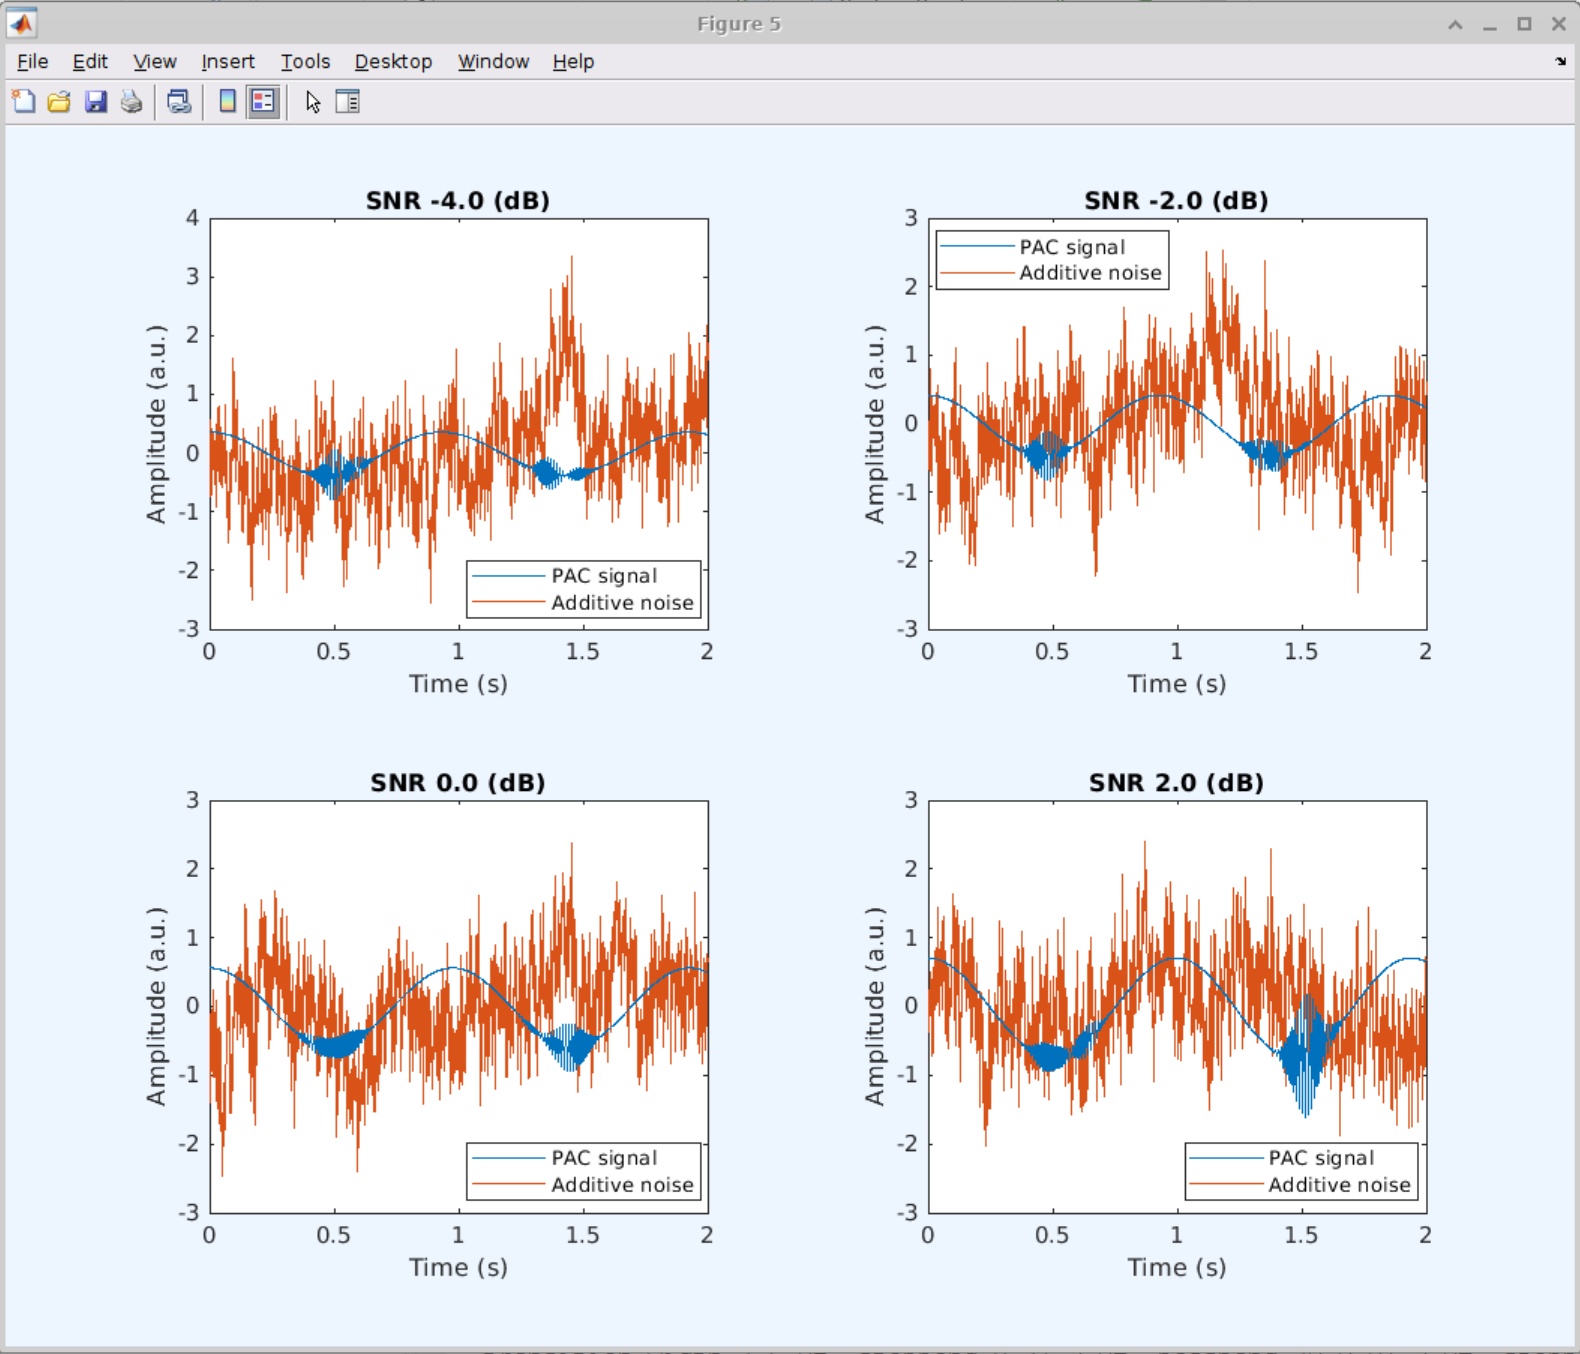 Figure 5
File Edit View Insert Tools Desktop Window Help
SNR -4.0 (dB)
4
3
2
1
0
-1
-2
-3
Amplitude (a.u.)
PAC signal
Additive noise
0 0.5 1 1.5 2
Time (s)
SNR -2.0 (dB)
3
2
1
0
-1
-2
-3
Amplitude (a.u.)
PAC signal
Additive noise
0 0.5 1 1.5 2
Time (s)
SNR 0.0 (dB)
3
2
1
0
-1
-2
-3
Amplitude (a.u.)
PAC signal
Additive noise
0 0.5 1 1.5 2
Time (s)
SNR 2.0 (dB)
3
2
1
0
-1
-2
-3
Amplitude (a.u.)
PAC signal
Additive noise
0 0.5 1 1.5 2
Time (s)